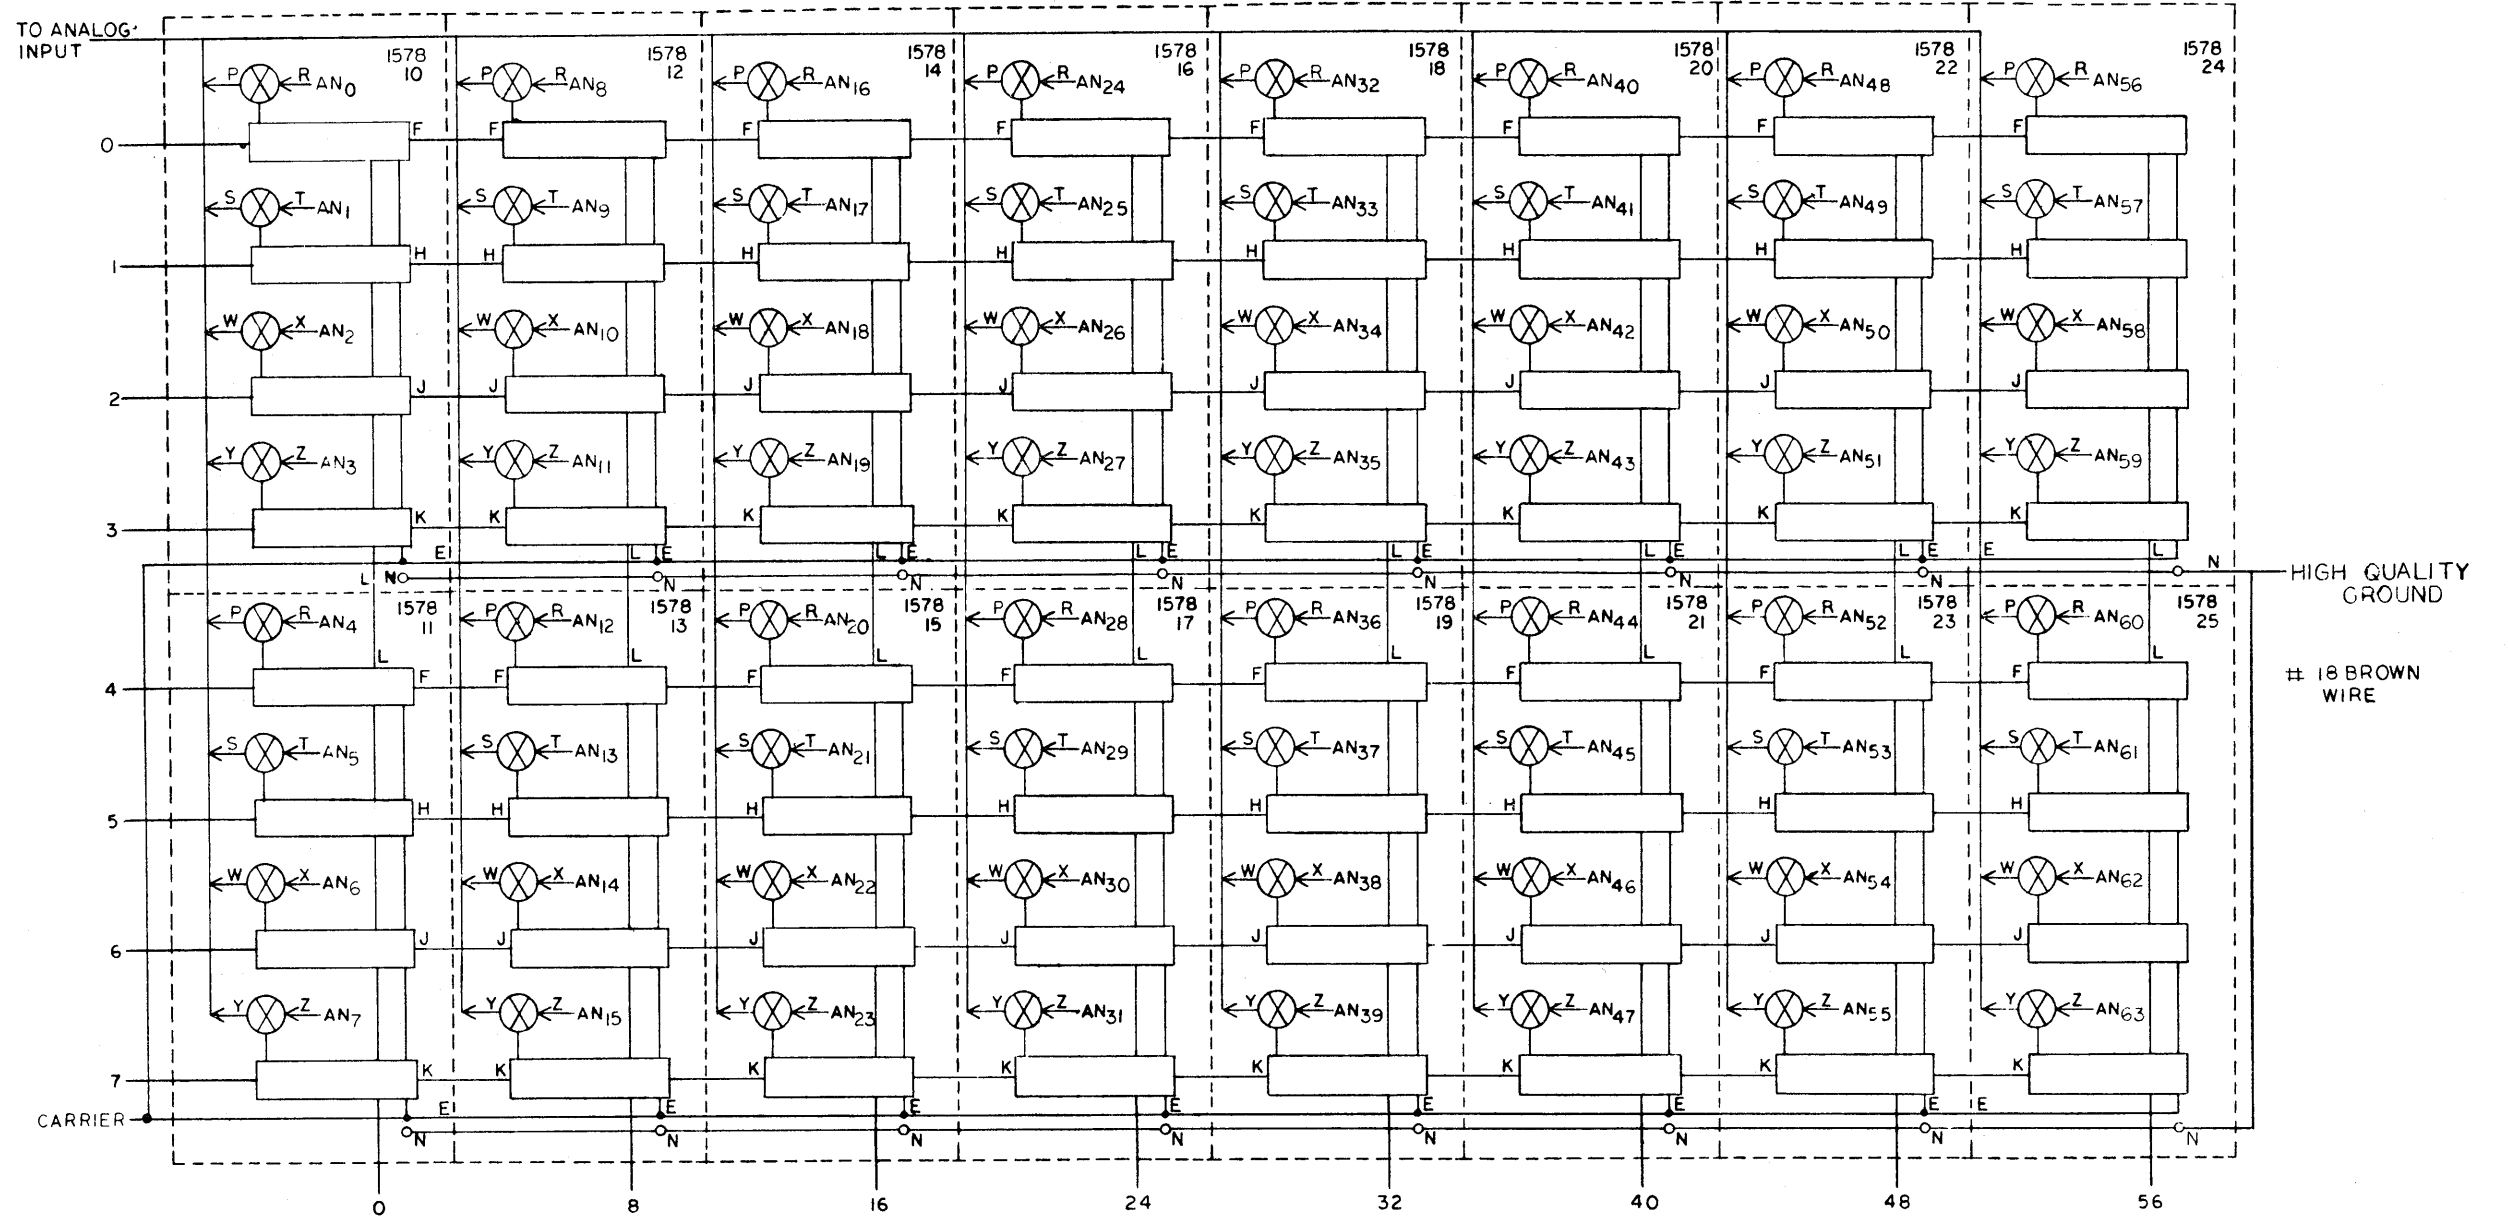 TO ANALOG
INPUT
1578 1578 1578 1578 1578 1578 1578 1578
10 12 14 16 18 20 22 24
P R AN0 P R AN8 P R AN16 P R AN24 P R AN32 P R AN40 P R AN48 P R AN56
0 F F F F F F F F
S T AN1 S T AN9 S T AN17 S T AN25 S T AN33 S T AN41 S T AN49 S T AN57
1 H H H H H H H H
W X AN2 W X AN10 W X AN18 W X AN26 W X AN34 W X AN42 W X AN50 W X AN58
2 J J J J J J J J
Y Z AN3 Y Z AN11 Y Z AN19 Y Z AN27 Y Z AN35 Y Z AN43 Y Z AN51 Y Z AN59
3 K K K K K K K K
E L E L E L E L E L E L E E L
L N N N N N N N N
HIGH QUALITY
GROUND
1578 1578 1578 1578 1578 1578 1578 1578
11 13 15 17 19 21 23 25
P R AN4 P R AN12 P R AN20 P R AN28 P R AN36 P R AN44 P R AN52 P R AN60
L L L L L L L L
4 F F F F F F F F
# 18 BROWN
WIRE
S T AN5 S T AN13 S T AN21 S T AN29 S T AN37 S T AN45 S T AN53 S T AN61
5 H H H H H H H H
W X AN6 W X AN14 W X AN22 W X AN30 W X AN38 W X AN46 W X AN54 W X AN62
6 J J J J J J J J
Y Z AN7 Y Z AN15 Y Z AN23 Y Z AN31 Y Z AN39 Y Z AN47 Y Z AN55 Y Z AN63
7 K K K K K K K K
CARRIER E E E E E E E E E
N N N N N N N N
0 8 16 24 32 40 48 56